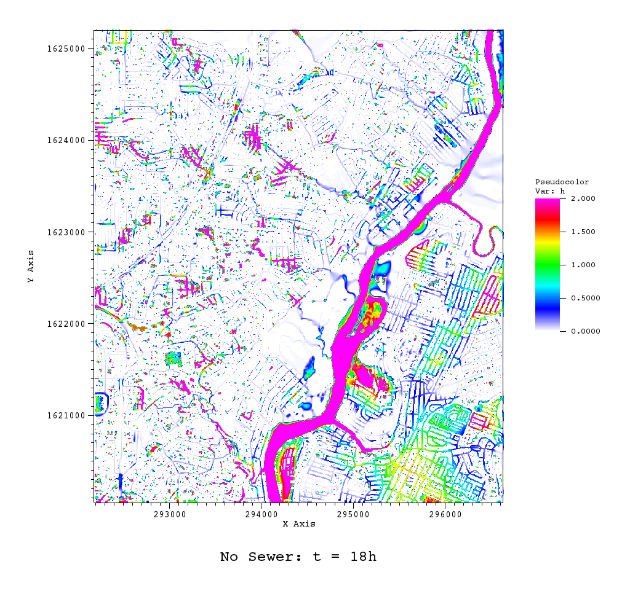 1625000
1624000
1623000
1622000
1621000
Y Axis
293000
294000
295000
296000
X Axis
Pseudocolor
Var: h
2.000
1.500
1.000
0.5000
0.0000
No Sewer: t = 18h